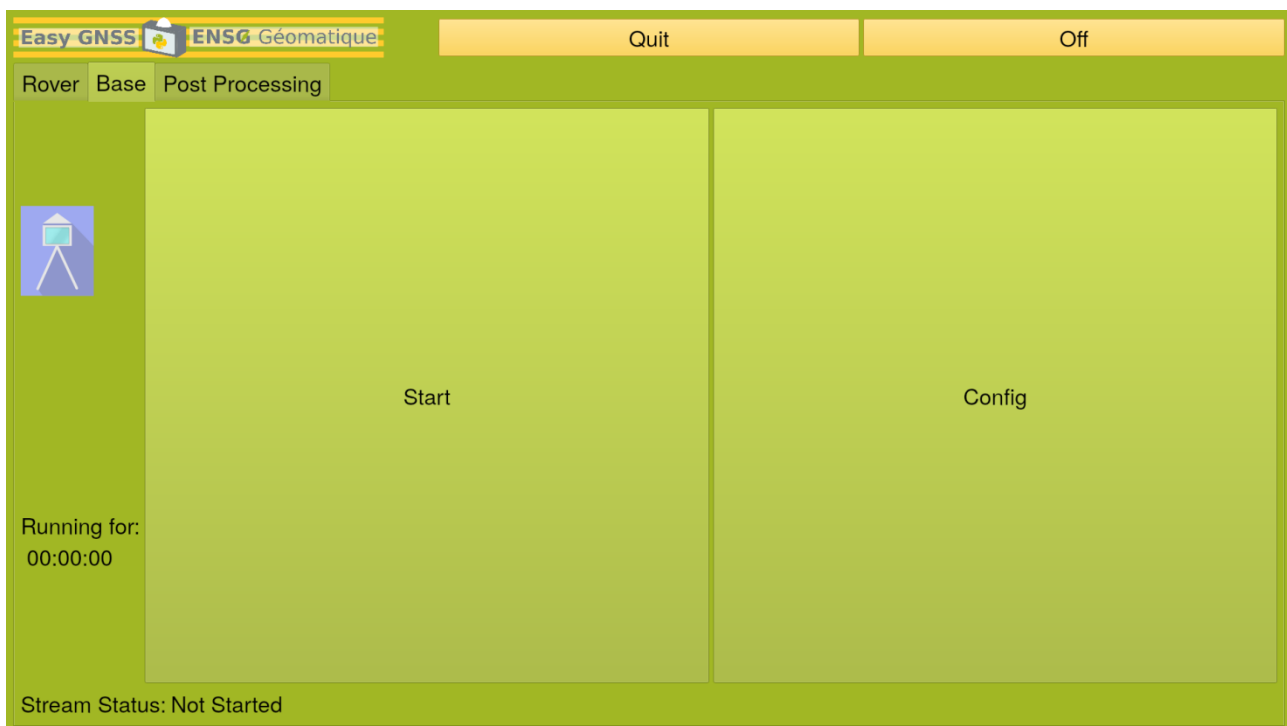 Easy GNSS ENSG Géomatique
Quit
Off
Rover Base Post Processing
Start
Config
Running for:
00:00:00
Stream Status: Not Started